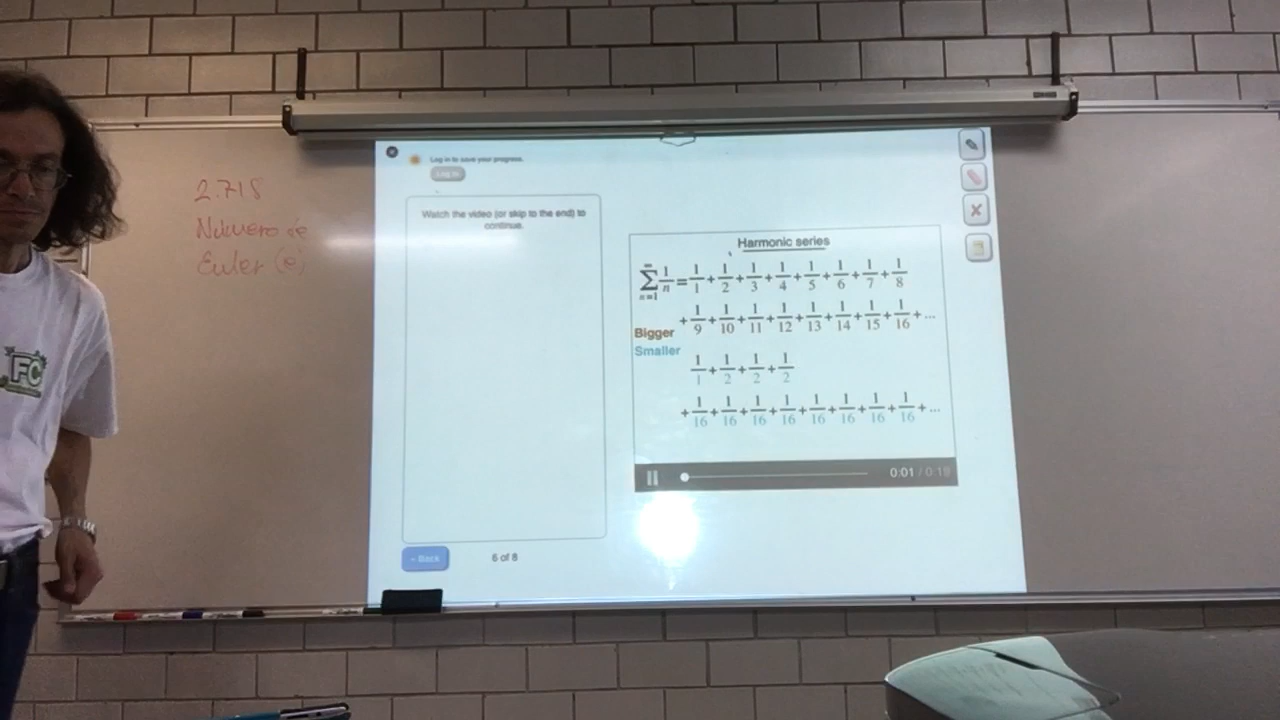 2.718
Número de
Euler (e)
Log in to save your progress.
Log in
Watch the video (or skip to the end) to
continue.
Harmonic series
∞
∑ 1/n = 1/1 + 1/2 + 1/3 + 1/4 + 1/5 + 1/6 + 1/7 + 1/8
n=1
+ 1/9 + 1/10 + 1/11 + 1/12 + 1/13 + 1/14 + 1/15 + 1/16 + ...
Bigger
Smaller
1/1 + 1/2 + 1/2 + 1/2
+ 1/16 + 1/16 + 1/16 + 1/16 + 1/16 + 1/16 + 1/16 + 1/16 + ...
0:01 / 0:18
< Back
6 of 8
FC